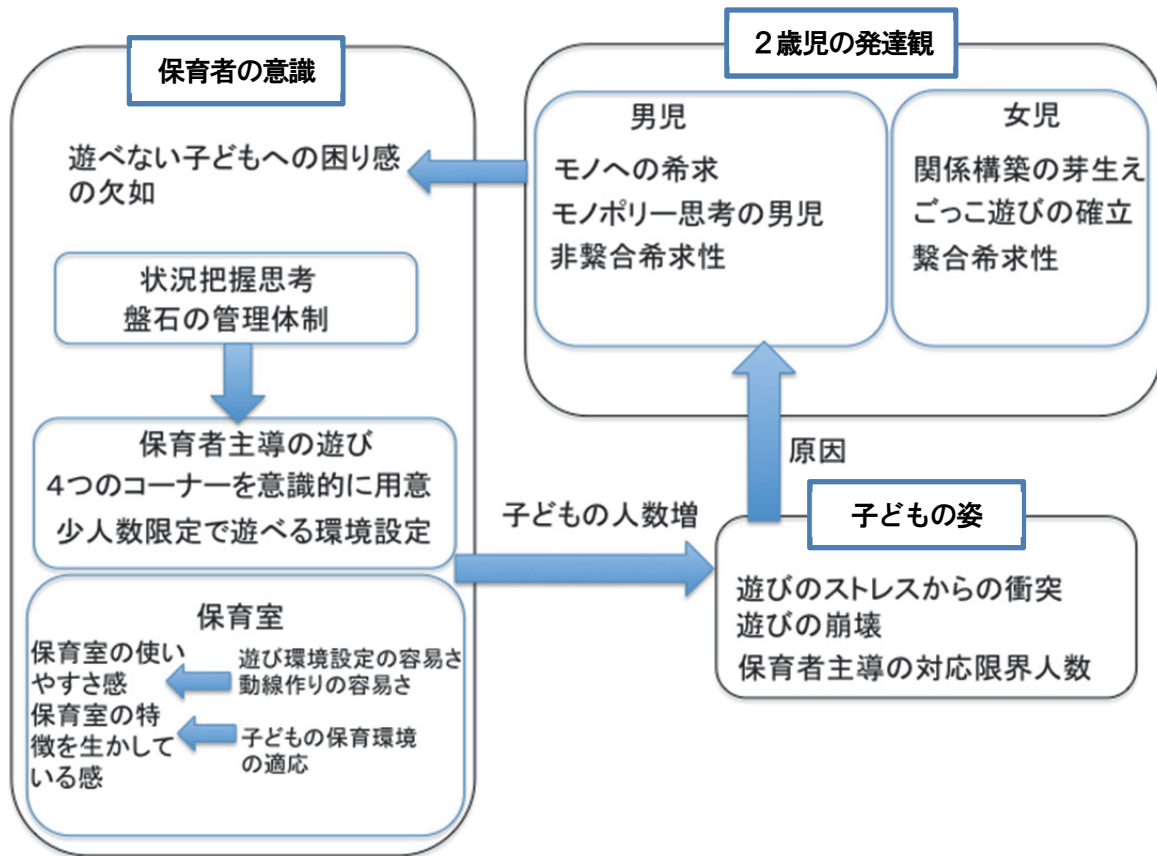 保育者の意識
遊べない子どもへの困り感
の欠如
状況把握思考
盤石の管理体制
保育者主導の遊び
4つのコーナーを意識的に用意
少人数限定で遊べる環境設定
保育室
保育室の使い
やすさ感
遊び環境設定の容易さ
動線作りの容易さ
保育室の特
徴を生かして
いる感
子どもの保育環境
の適応
子どもの人数増
2歳児の発達観
男児
モノへの希求
モノポリー思考の男児
非繋合希求性
女児
関係構築の芽生え
ごっこ遊びの確立
繋合希求性
原因
子どもの姿
遊びのストレスからの衝突
遊びの崩壊
保育者主導の対応限界人数